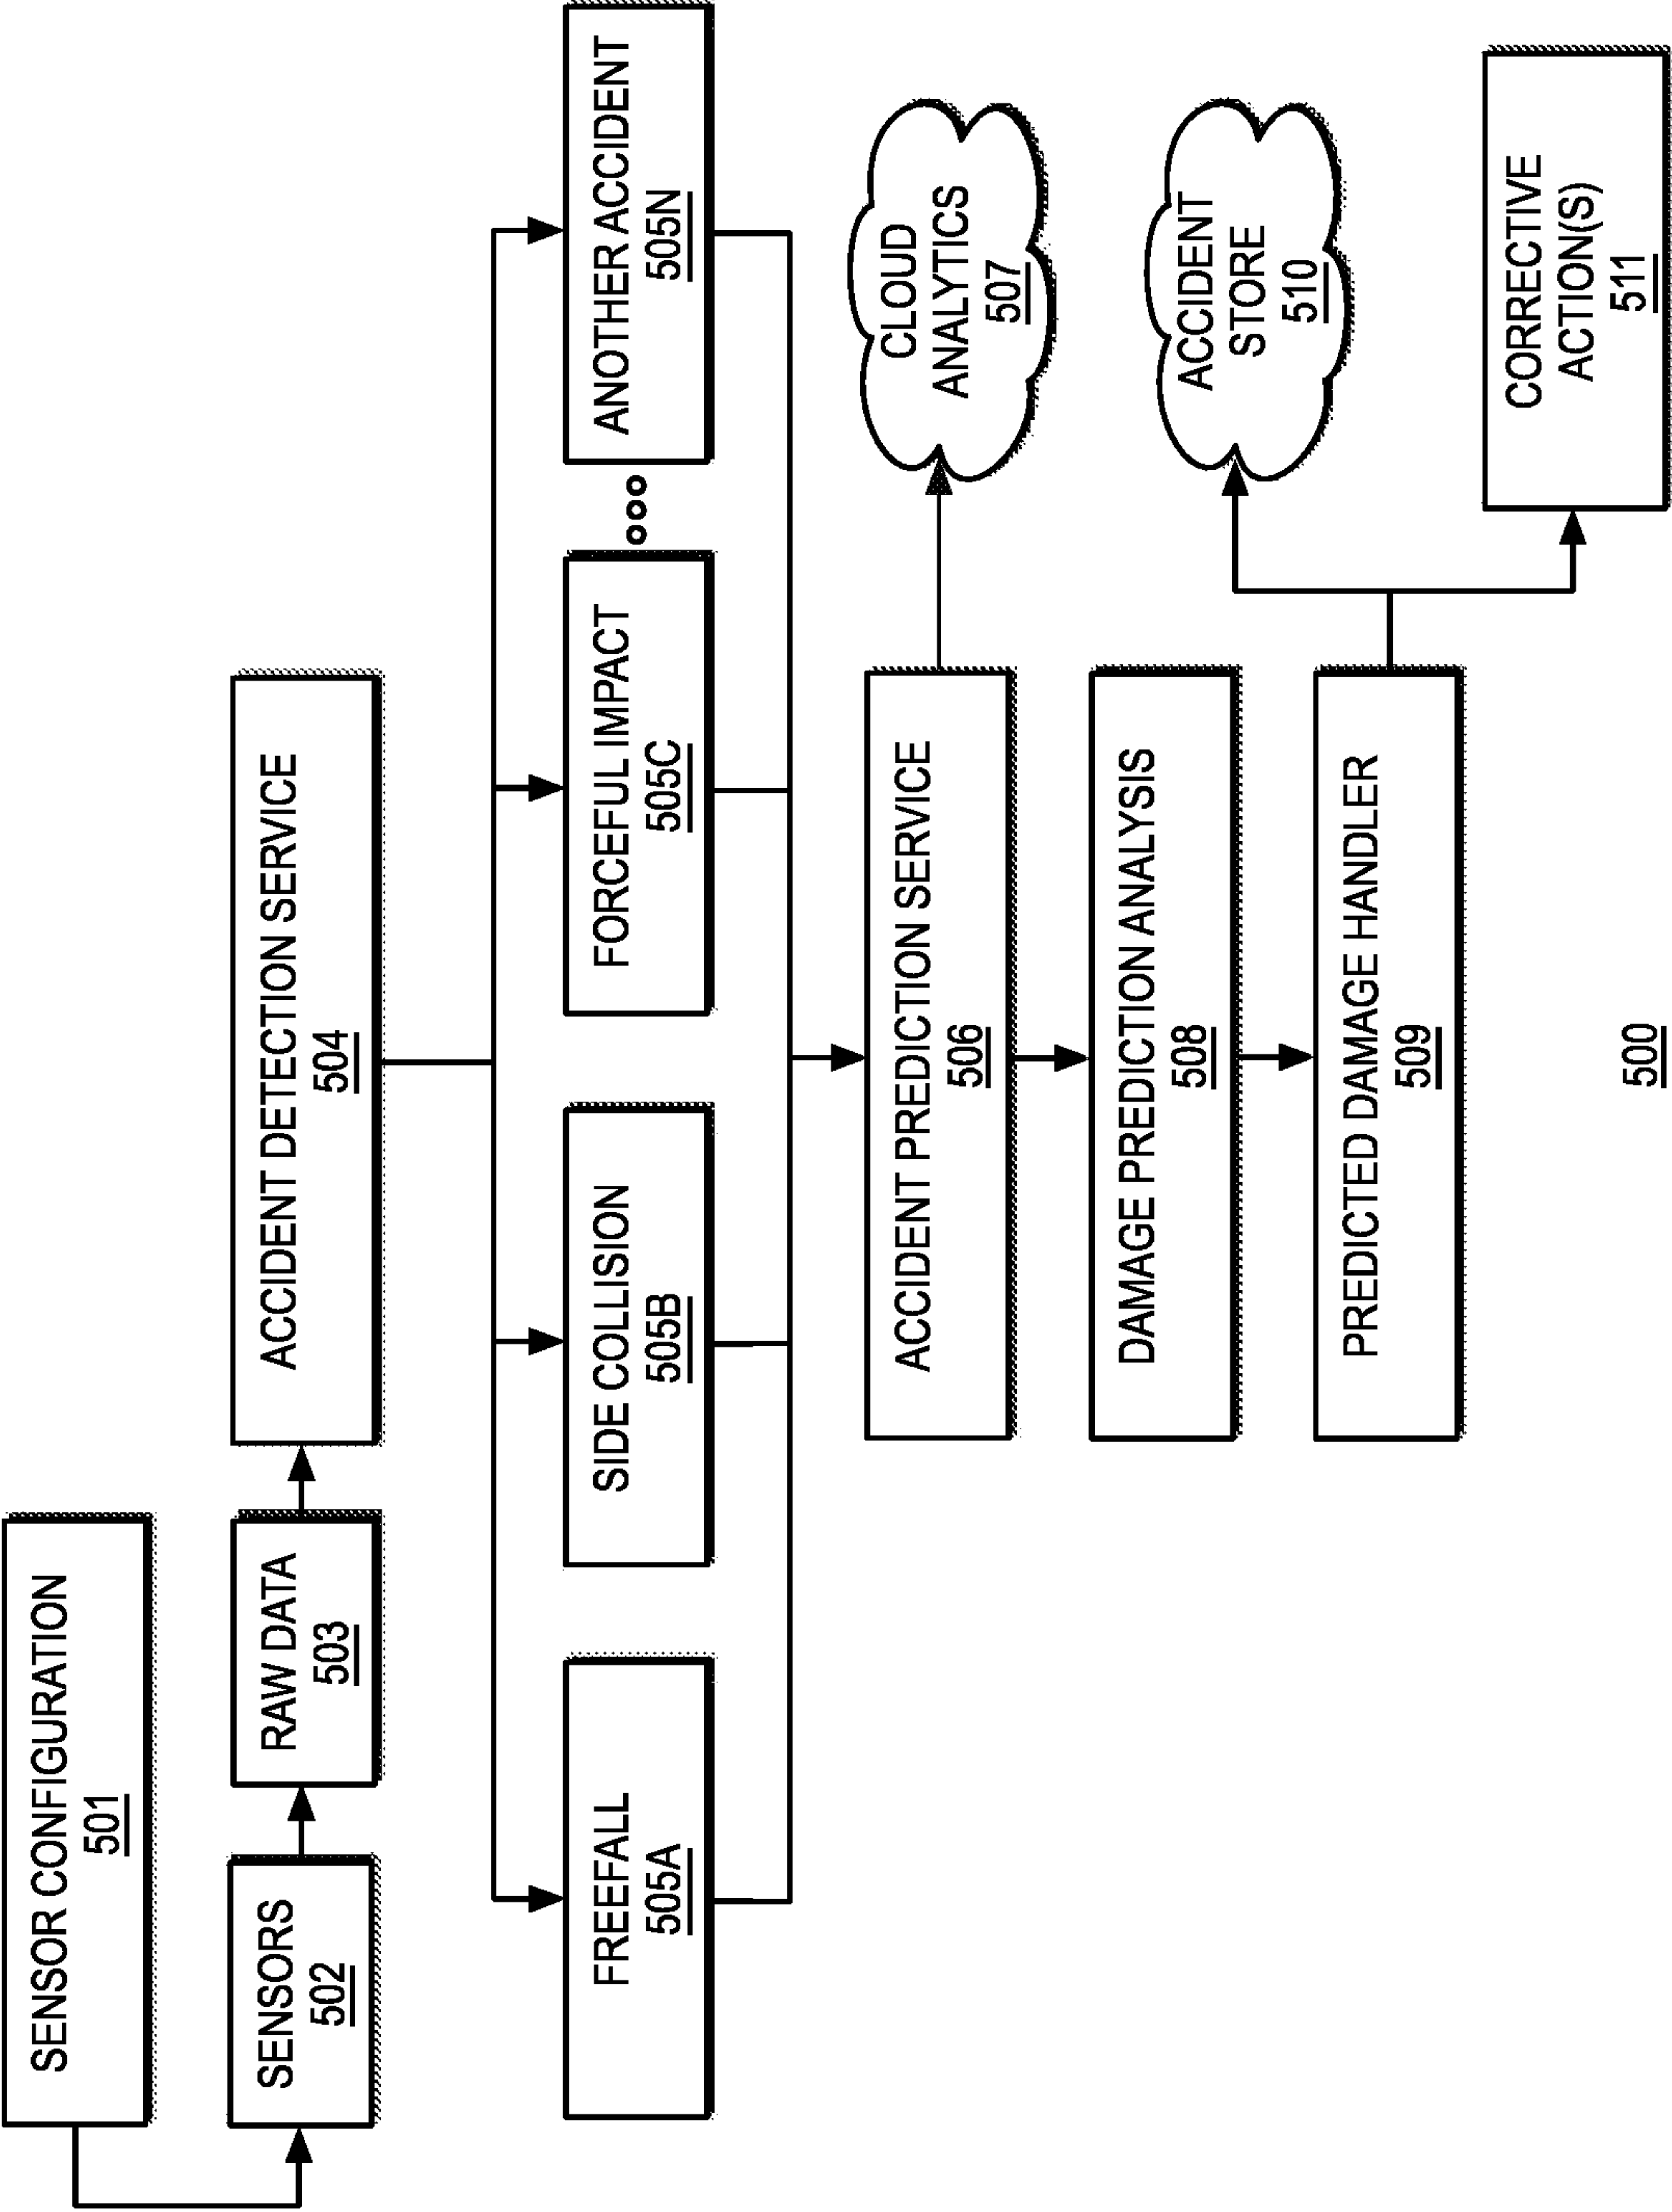 SENSOR CONFIGURATION
501
SENSORS
502
RAW DATA
503
ACCIDENT DETECTION SERVICE
504
FREEFALL
505A
SIDE COLLISION
505B
FORCEFUL IMPACT
505C
ANOTHER ACCIDENT
505N
ACCIDENT PREDICTION SERVICE
506
CLOUD
ANALYTICS
507
DAMAGE PREDICTION ANALYSIS
508
PREDICTED DAMAGE HANDLER
509
ACCIDENT
STORE
510
CORRECTIVE
ACTION(S)
511
500